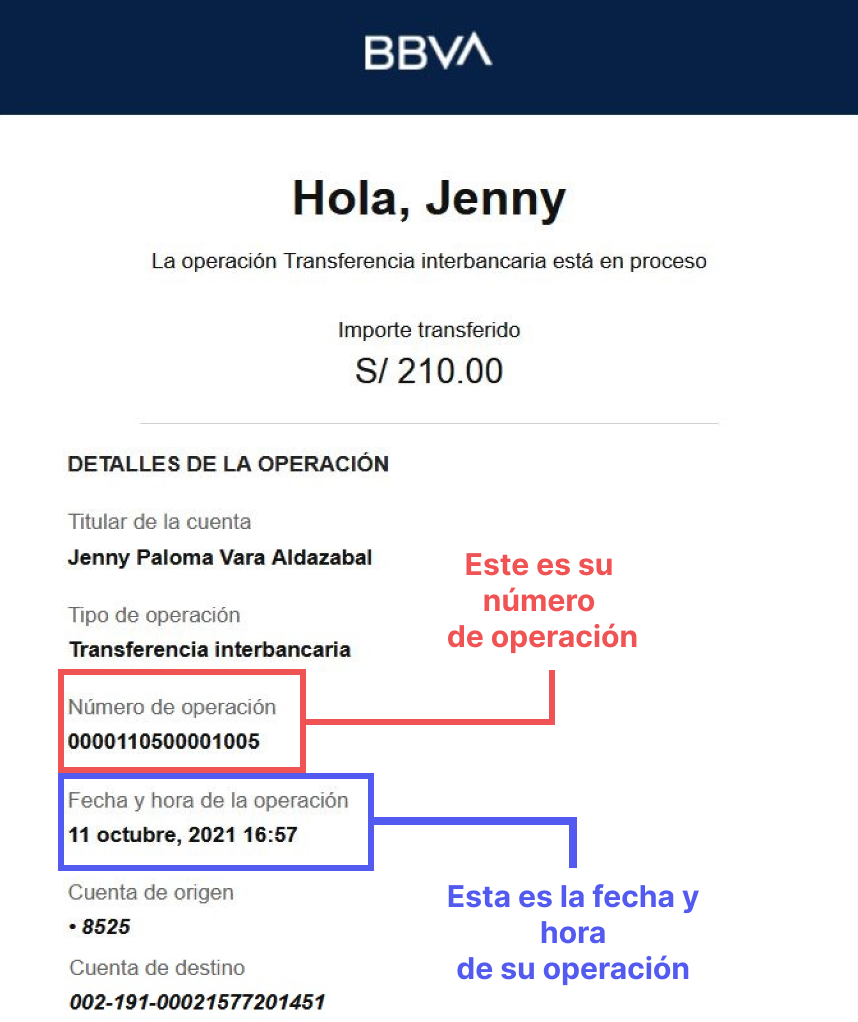 BBVA
Hola, Jenny
La operación Transferencia interbancaria está en proceso
Importe transferido
S/ 210.00
DETALLES DE LA OPERACIÓN
Titular de la cuenta
Jenny Paloma Vara Aldazabal
Tipo de operación
Transferencia interbancaria
Este es su
número
de operación
Número de operación
0000110500001005
Fecha y hora de la operación
11 octubre, 2021 16:57
Esta es la fecha y
hora
de su operación
Cuenta de origen
• 8525
Cuenta de destino
002-191-00021577201451